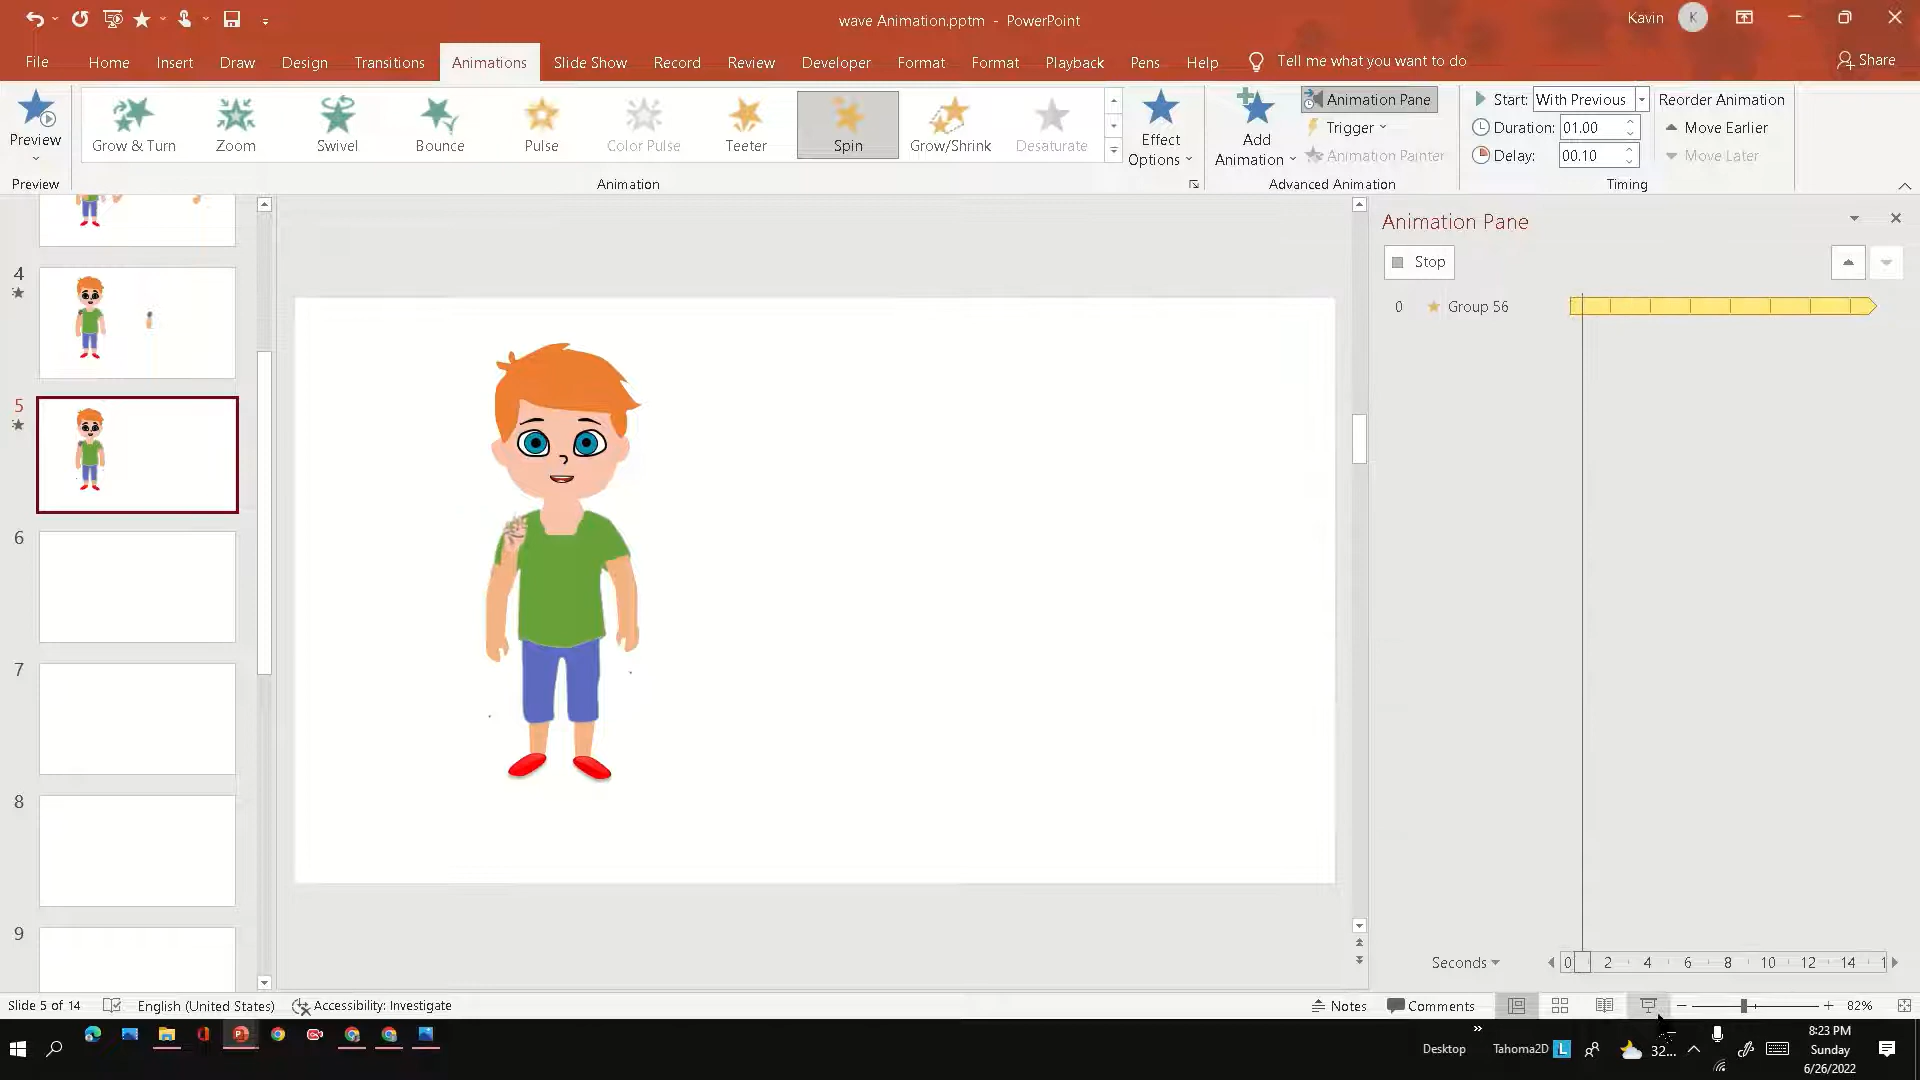 wave Animation.pptm - PowerPoint
Kavin
K
File
Home
Insert
Draw
Design
Transitions
Animations
Slide Show
Record
Review
Developer
Format
Format
Playback
Pens
Help
Tell me what you want to do
Share
Preview
Grow & Turn
Zoom
Swivel
Bounce
Pulse
Color Pulse
Teeter
Spin
Grow/Shrink
Desaturate
Effect
Options
Add
Animation
Animation Pane
Trigger
Animation Painter
Start: With Previous
Duration: 01.00
Delay: 00.10
Reorder Animation
Move Earlier
Move Later
Preview
Animation
Advanced Animation
Timing
4
5
6
7
8
9
Animation Pane
Stop
0 Group 56
Seconds
0 2 4 6 8 10 12 14 1
Slide 5 of 14
English (United States)
Accessibility: Investigate
Notes
Comments
82%
Desktop
Tahoma2D
L
32...
8:23 PM
Sunday
6/26/2022